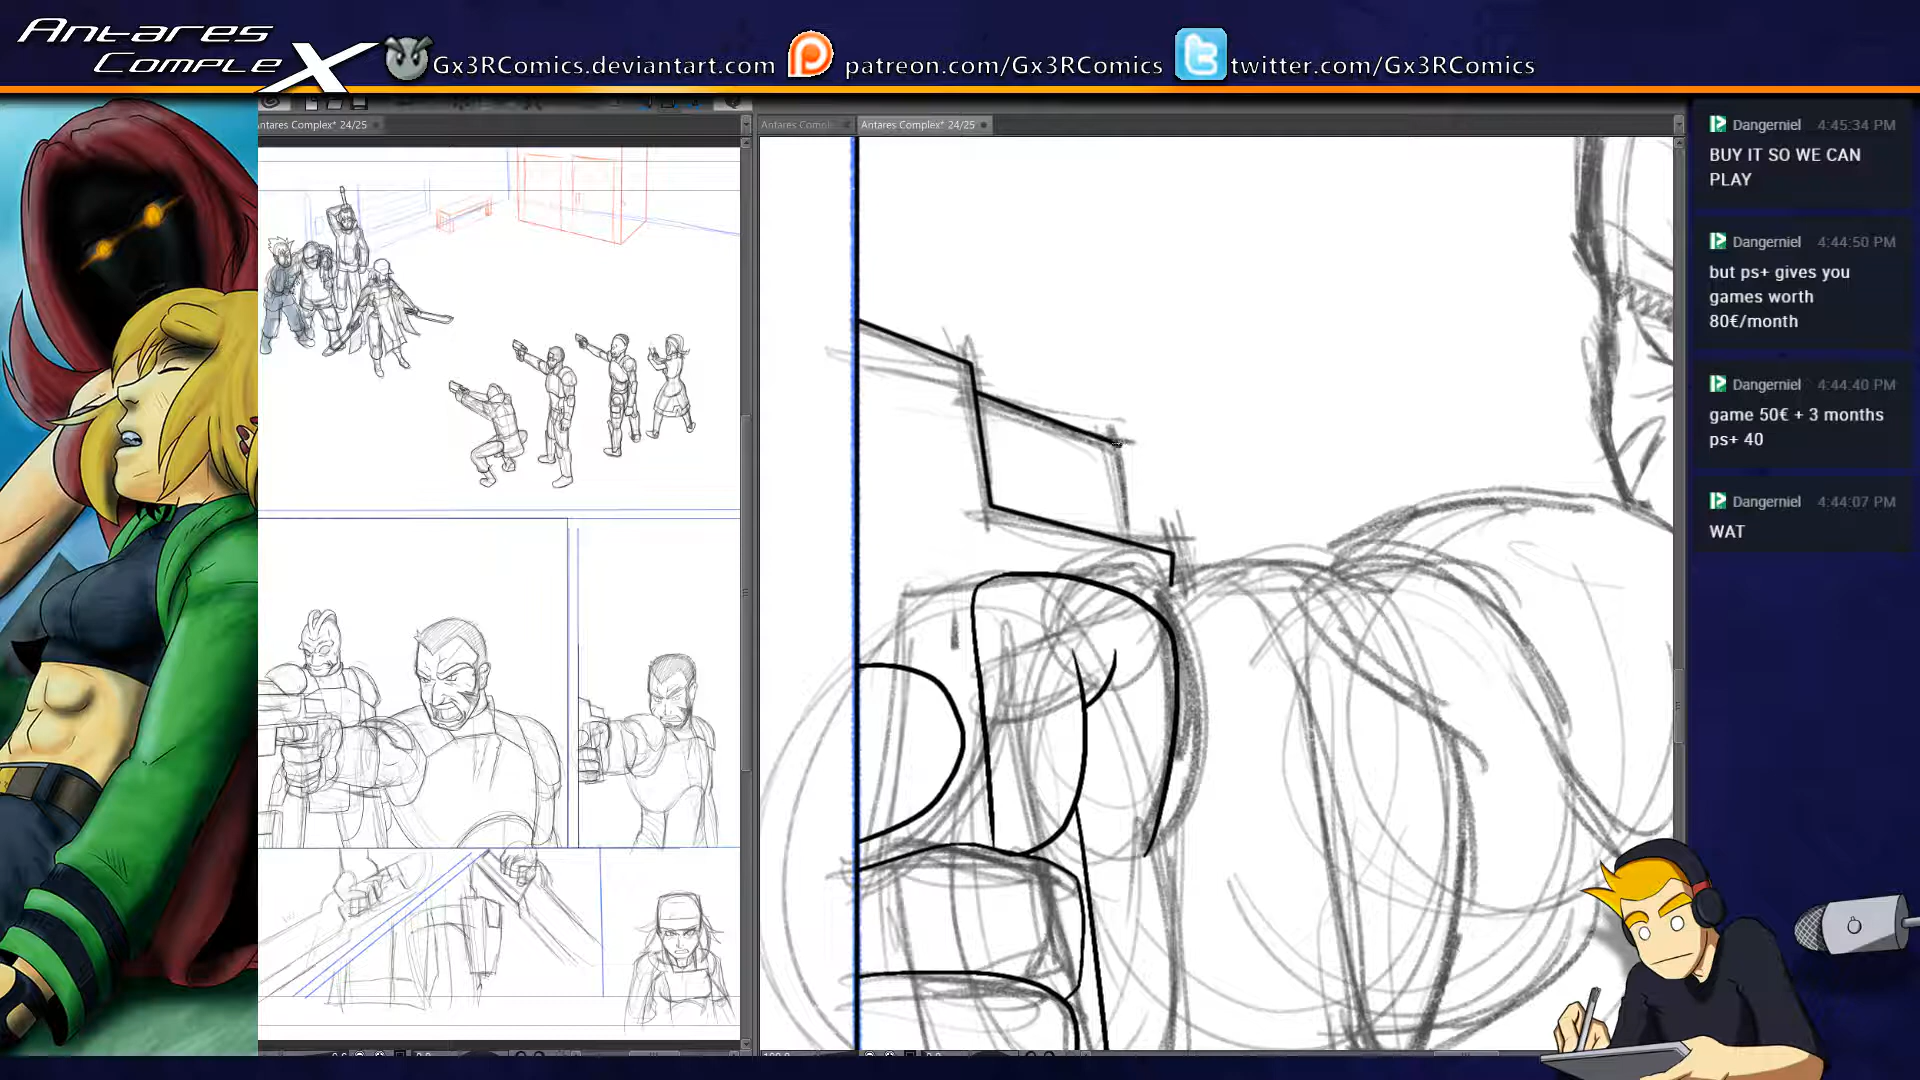 Antares
Complex
Gx3RComics.deviantart.com
patreon.com/Gx3RComics
twitter.com/Gx3RComics
ntares Complex* 24/25
Antares Compl
Antares Complex* 24/25
Dangerniel 4:45:34 PM
BUY IT SO WE CAN
PLAY
Dangerniel 4:44:50 PM
but ps+ gives you
games worth
80€/month
Dangerniel 4:44:40 PM
game 50€ + 3 months
ps+ 40
Dangerniel 4:44:07 PM
WAT